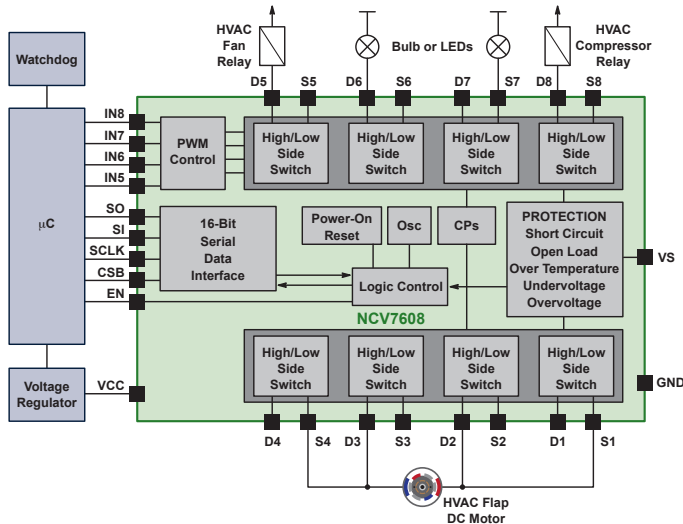 HVAC
Fan
Relay
Bulb or LEDs
HVAC
Compressor
Relay
Watchdog
D5
S5
D6
S6
D7
S7
D8
S8
IN8
IN7
IN6
IN5
PWM
Control
High/Low
Side
Switch
High/Low
Side
Switch
High/Low
Side
Switch
High/Low
Side
Switch
µC
SO
SI
SCLK
CSB
EN
16-Bit
Serial
Data
Interface
Power-On
Reset
Osc
CPs
Logic Control
PROTECTION
Short Circuit
Open Load
Over Temperature
Undervoltage
Overvoltage
VS
NCV7608
High/Low
Side
Switch
High/Low
Side
Switch
High/Low
Side
Switch
High/Low
Side
Switch
Voltage
Regulator
VCC
GND
D4
S4
D3
S3
D2
S2
D1
S1
HVAC Flap
DC Motor